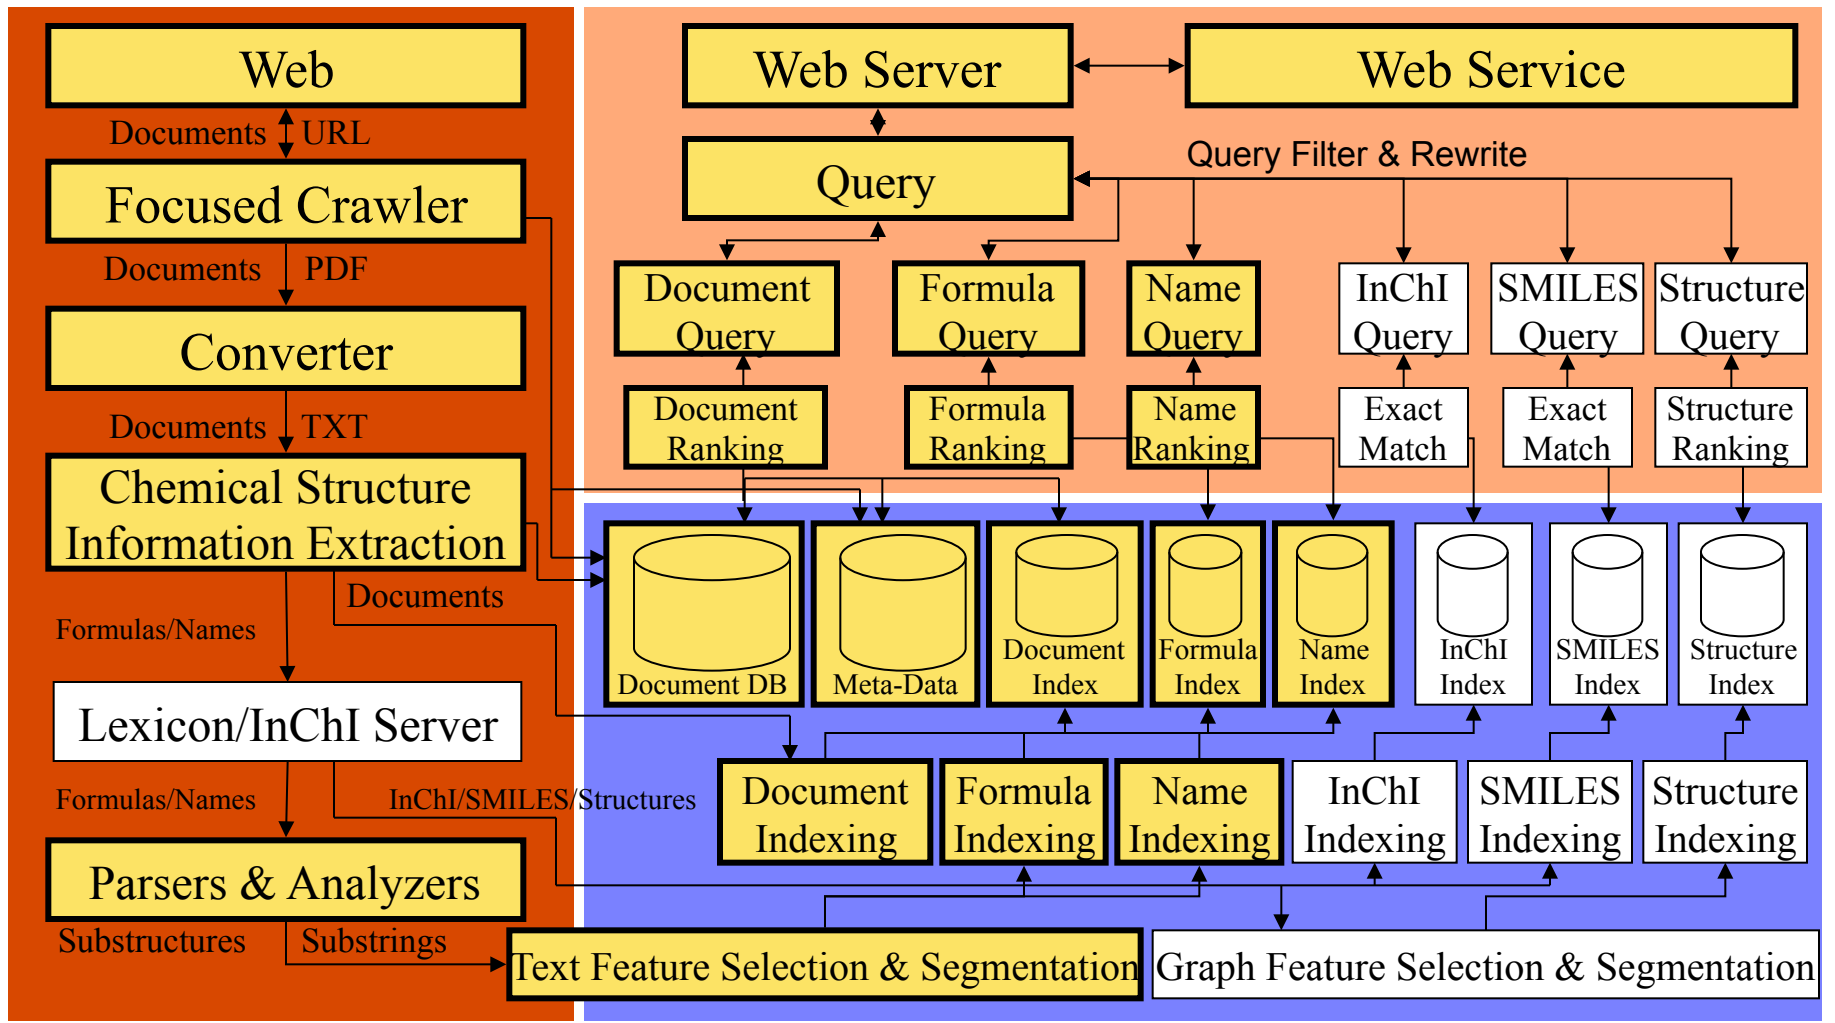 Web
Documents URL
Focused Crawler
Documents PDF
Converter
Documents TXT
Chemical Structure
Information Extraction
Documents
Formulas/Names
Lexicon/InChI Server
Formulas/Names
InChI/SMILES/Structures
Parsers & Analyzers
Substructures Substrings
Web Server
Web Service
Query
Query Filter & Rewrite
Document
Query
Formula
Query
Name
Query
InChI
Query
SMILES
Query
Structure
Query
Document
Ranking
Formula
Ranking
Name
Ranking
Exact
Match
Exact
Match
Structure
Ranking
Document DB
Meta-Data
Document
Index
Formula
Index
Name
Index
InChI
Index
SMILES
Index
Structure
Index
Document
Indexing
Formula
Indexing
Name
Indexing
InChI
Indexing
SMILES
Indexing
Structure
Indexing
Text Feature Selection & Segmentation
Graph Feature Selection & Segmentation